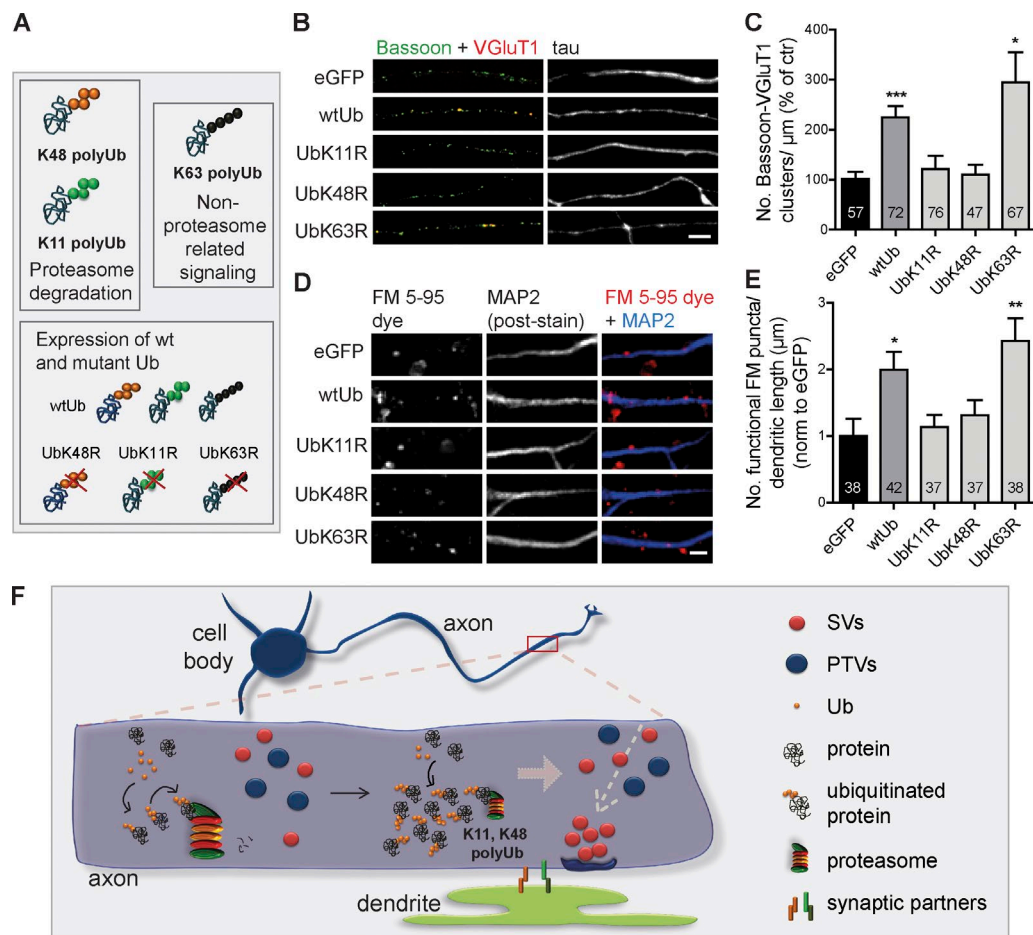 A
K48 polyUb
K11 polyUb
Proteasome
degradation
K63 polyUb
Non-
proteasome
related
signaling
Expression of wt
and mutant Ub
wtUb
UbK48R UbK11R UbK63R
B
Bassoon + VGluT1 tau
eGFP
wtUb
UbK11R
UbK48R
UbK63R
C
No. Bassoon-VGluT1
clusters/ µm (% of ctr)
400
300
200
100
0
***
*
57 72 76 47 67
eGFP
wtUb
UbK11R
UbK48R
UbK63R
D
FM 5-95
dye
MAP2
(post-stain)
FM 5-95 dye
+ MAP2
eGFP
wtUb
UbK11R
UbK48R
UbK63R
E
No. functional FM puncta/
dendritic length (µm)
(norm to eGFP)
3
2
1
0
*
**
38 42 37 37 38
eGFP
wtUb
UbK11R
UbK48R
UbK63R
F
cell
body
axon
K11, K48
polyUb
axon
dendrite
SVs
PTVs
Ub
protein
ubiquitinated
protein
proteasome
synaptic partners